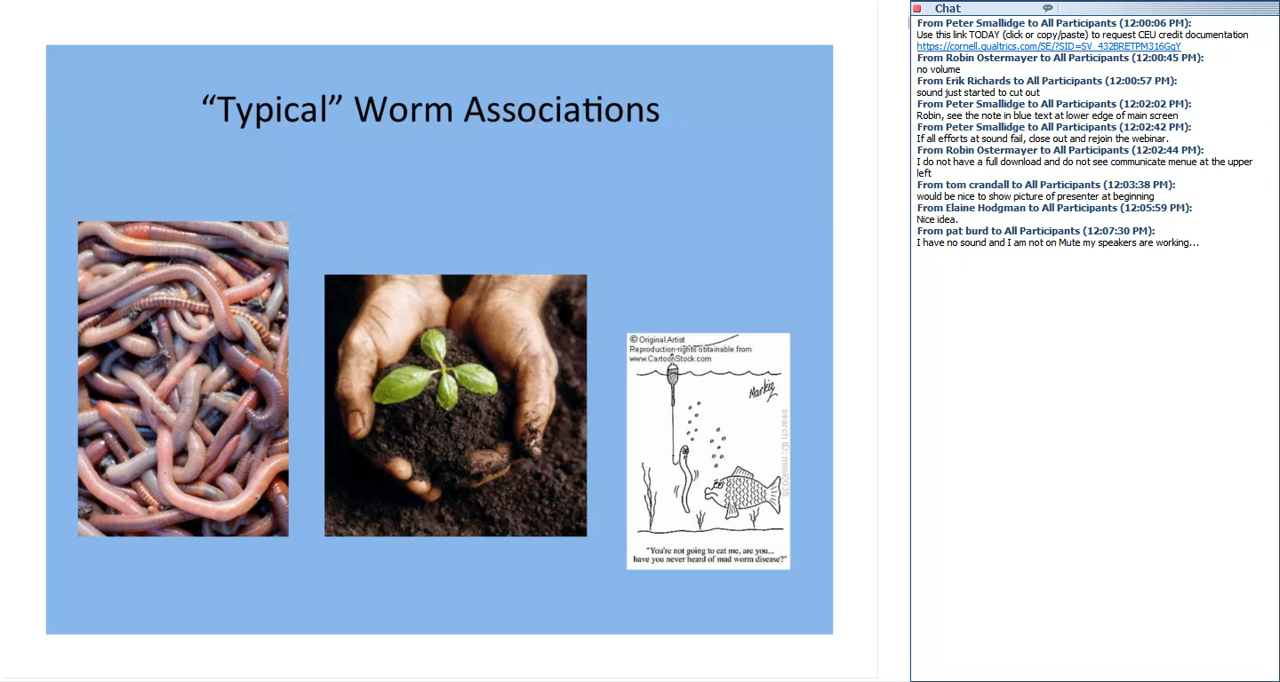 “Typical” Worm Associations
© Original Artist
Reproduction rights obtainable from
www.CartoonStock.com
search ID: mmi0035
"You're not going to eat me, are you...
have you never heard of mad worm disease?"
Chat
From Peter Smallidge to All Participants (12:00:06 PM):
Use this link TODAY (click or copy/paste) to request CEU credit documentation
https://cornell.qualtrics.com/SE/?SID=SV_432BRETPM316GqY
From Robin Ostermayer to All Participants (12:00:45 PM):
no volume
From Erik Richards to All Participants (12:00:57 PM):
sound just started to cut out
From Peter Smallidge to All Participants (12:02:02 PM):
Robin, see the note in blue text at lower edge of main screen
From Peter Smallidge to All Participants (12:02:42 PM):
If all efforts at sound fail, close out and rejoin the webinar.
From Robin Ostermayer to All Participants (12:02:44 PM):
I do not have a full download and do not see communicate menue at the upper
left
From tom crandall to All Participants (12:03:38 PM):
would be nice to show picture of presenter at beginning
From Elaine Hodgman to All Participants (12:05:59 PM):
Nice idea.
From pat burd to All Participants (12:07:30 PM):
I have no sound and I am not on Mute my speakers are working...